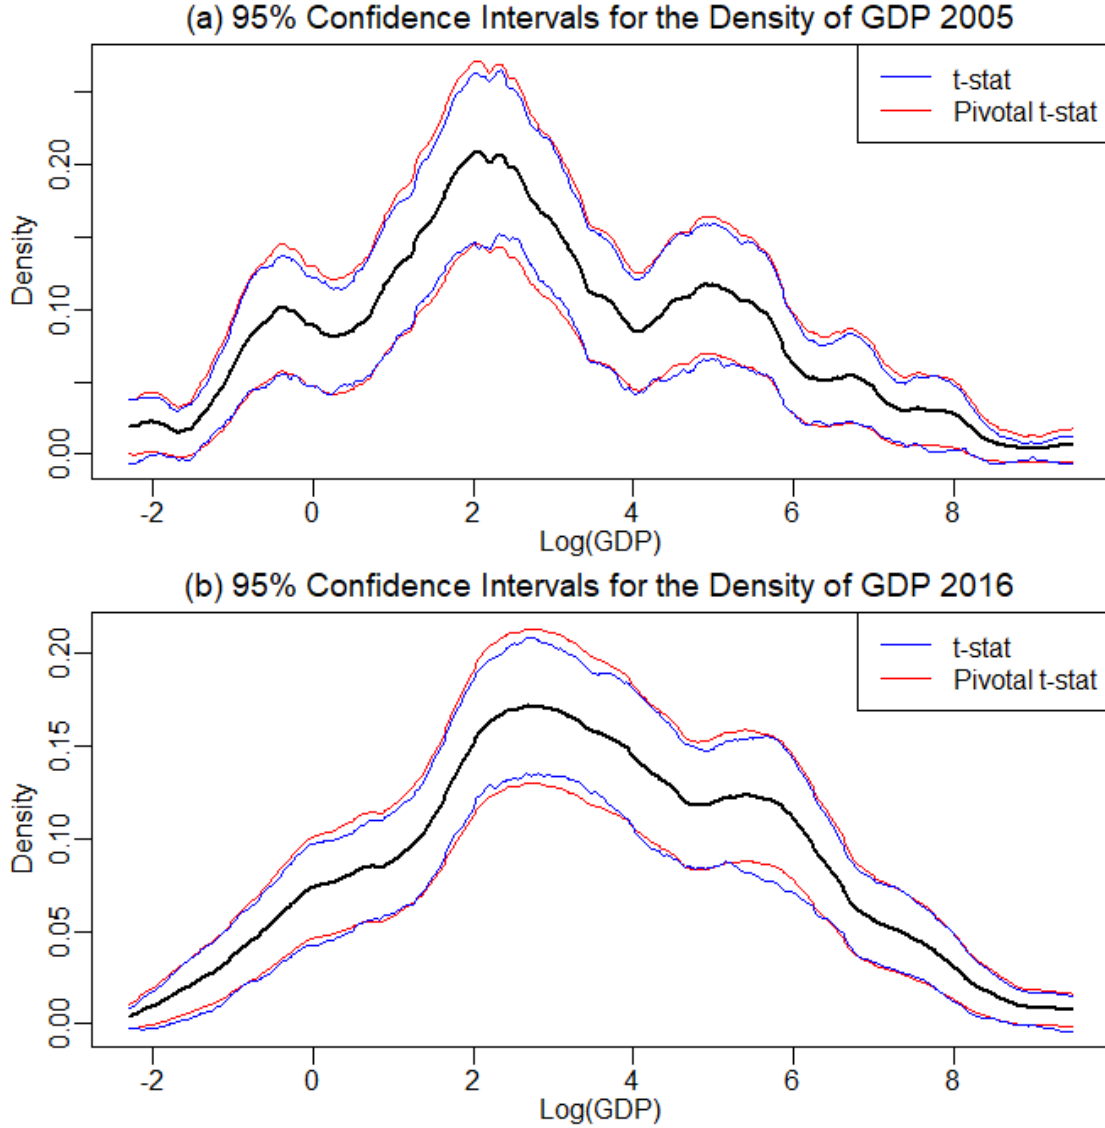 (a) 95% Confidence Intervals for the Density of GDP 2005
t-stat
Pivotal t-stat
Density
0.00
0.10
0.20
-2 0 2 4 6 8
Log(GDP)
(b) 95% Confidence Intervals for the Density of GDP 2016
t-stat
Pivotal t-stat
Density
0.00
0.05
0.10
0.15
0.20
-2 0 2 4 6 8
Log(GDP)